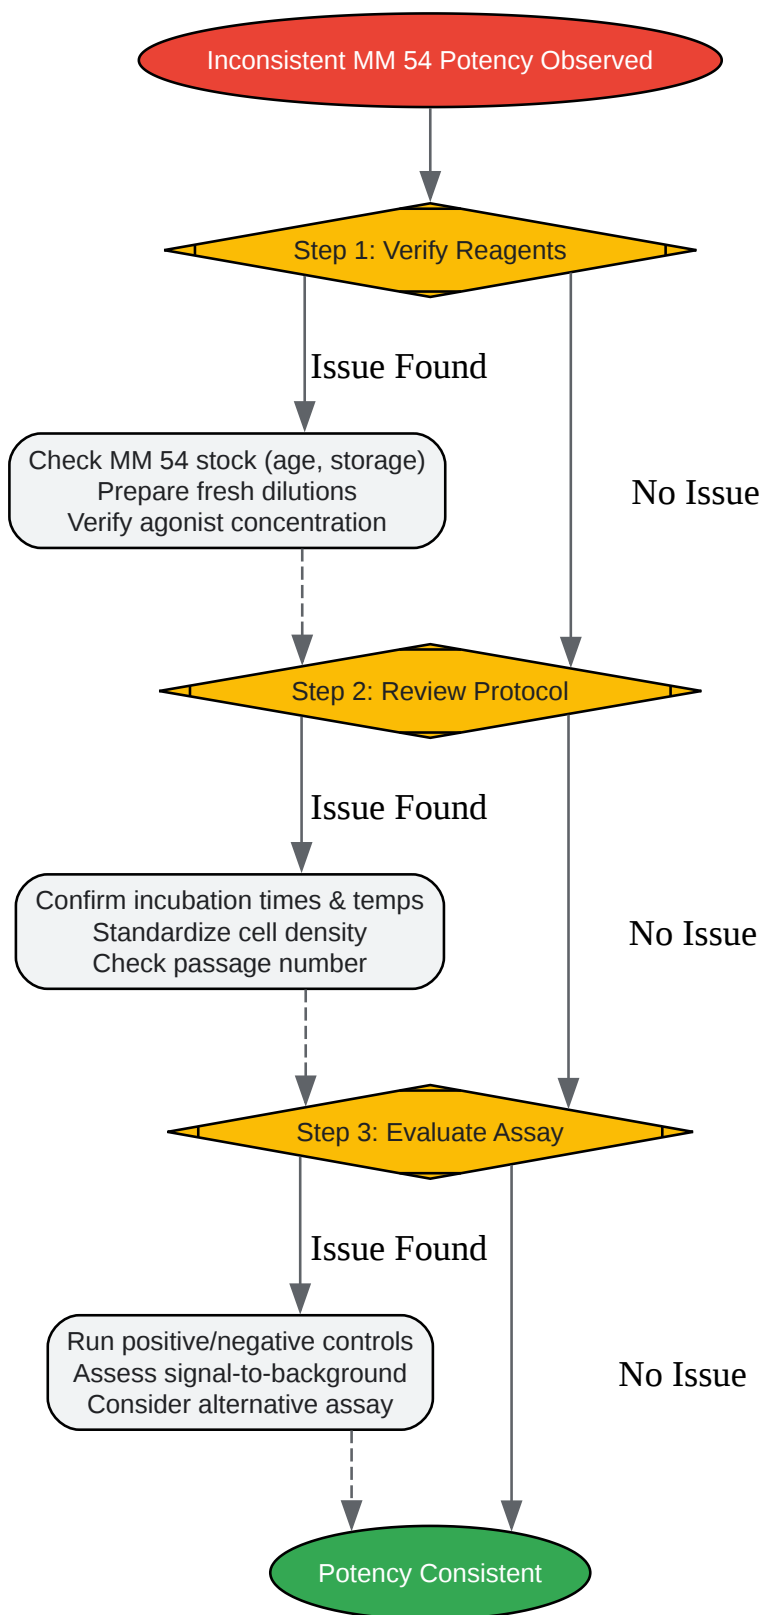 Inconsistent MM 54 Potency Observed
Step 1: Verify Reagents
Issue Found
Check MM 54 stock (age, storage)
Prepare fresh dilutions
Verify agonist concentration
No Issue
Step 2: Review Protocol
Issue Found
Confirm incubation times & temps
Standardize cell density
Check passage number
No Issue
Step 3: Evaluate Assay
Issue Found
Run positive/negative controls
Assess signal-to-background
Consider alternative assay
No Issue
Potency Consistent